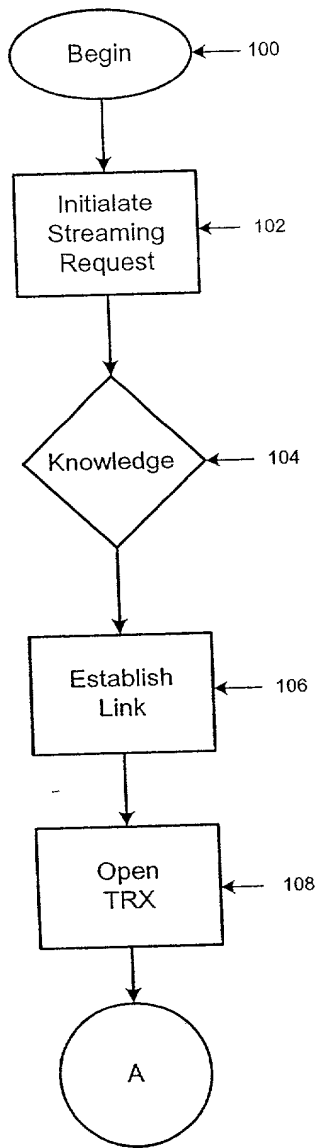 Begin
100
Initialate
Streaming
Request
102
Knowledge
104
Establish
Link
106
Open
TRX
108
A